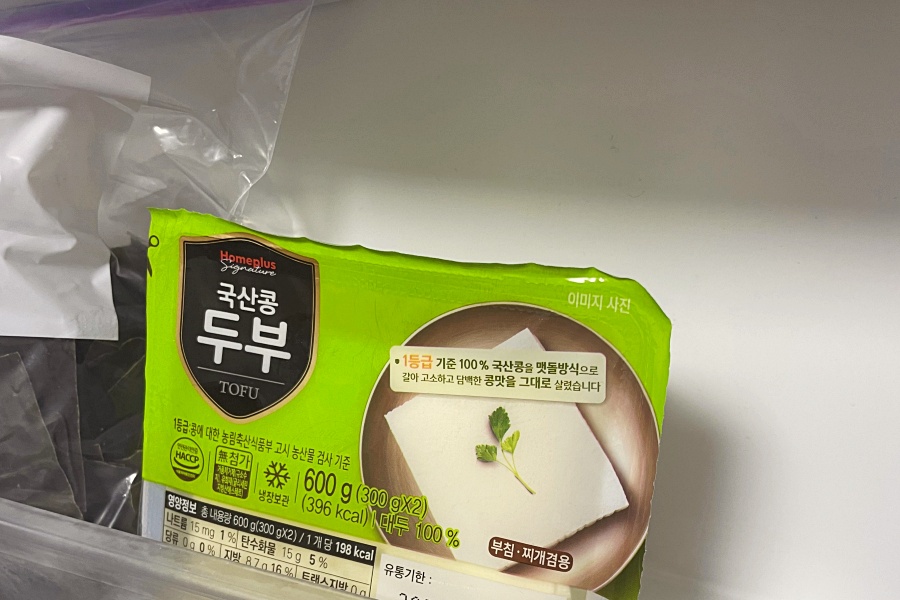 Homeplus
Signature
국산콩
두부
TOFU
이미지 사진
1등급 기준 100% 국산콩을 맷돌방식으로
갈아 고소하고 담백한 콩맛을 그대로 살렸습니다
1등급:콩에 대한 농림축산식품부 고시 농산물 검사 기준
HACCP
無첨가
냉장보관
600 g (300 gX2)
(396 kcal) | 대두 100 %
부침·찌개겸용
영양정보 총 내용량 600 g(300 gX2) / 1개당 198 kcal
나트륨 15 mg 1 % 탄수화물 15 g 5 %
당류 0 g 0 % 지방 8.7 g 16 % 트랜스지방 0 g
유통기한 :